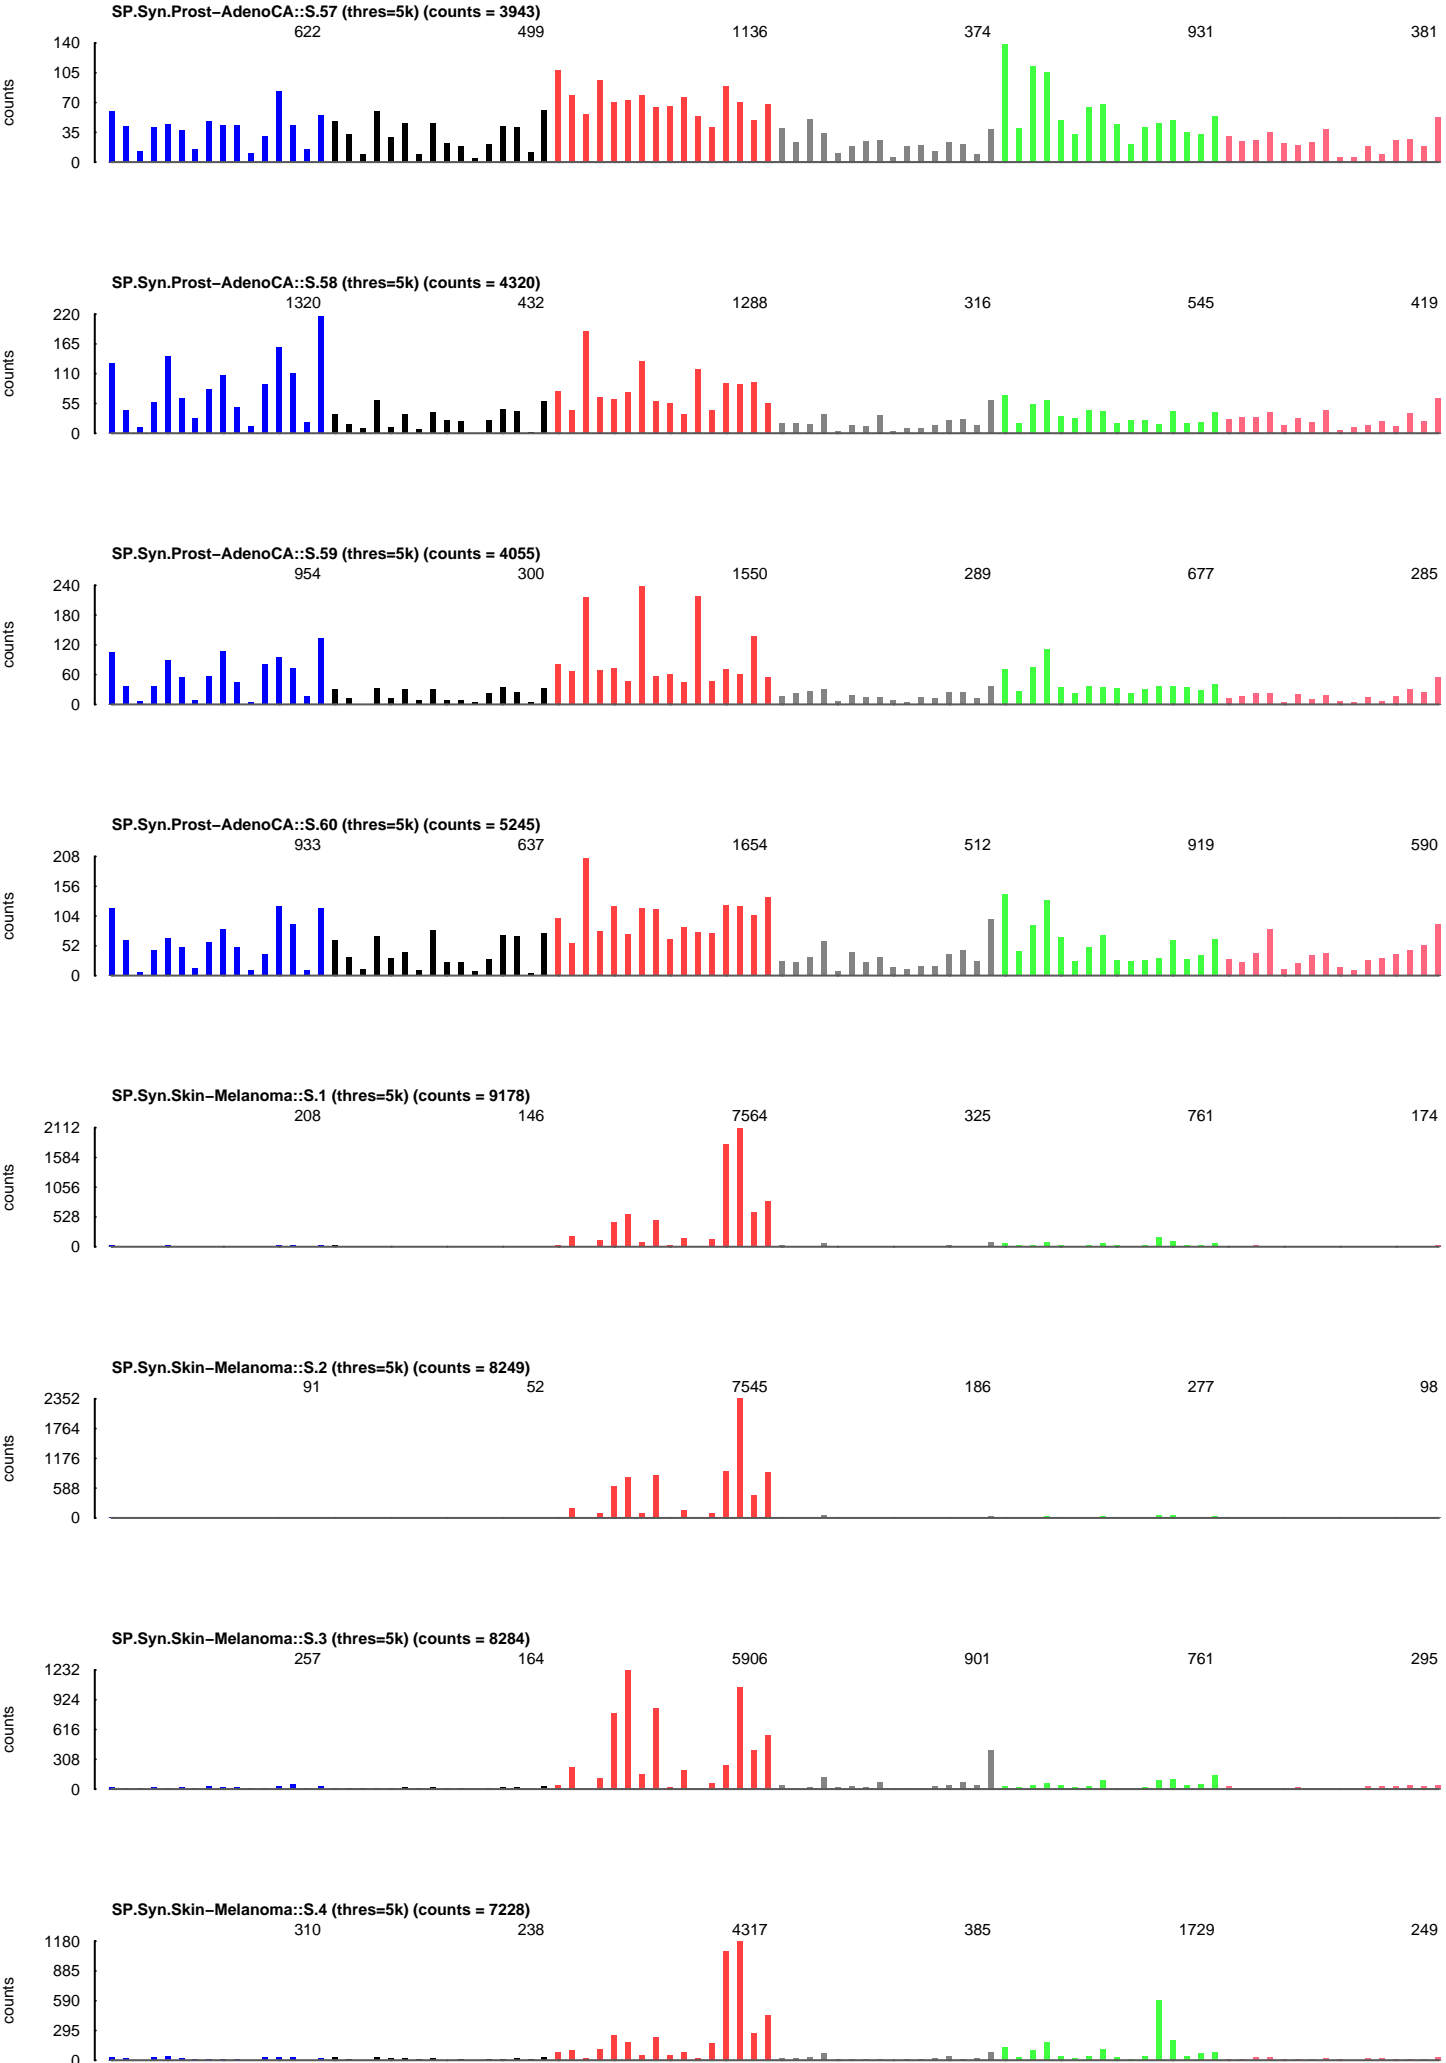 SP.Syn.Prost−AdenoCA::S.57 (thres=5k) (counts = 3943)
622 499 1136 374 931 381
140
105
70
35
0
counts
SP.Syn.Prost−AdenoCA::S.58 (thres=5k) (counts = 4320)
1320 432 1288 316 545 419
220
165
110
55
0
counts
SP.Syn.Prost−AdenoCA::S.59 (thres=5k) (counts = 4055)
954 300 1550 289 677 285
240
180
120
60
0
counts
SP.Syn.Prost−AdenoCA::S.60 (thres=5k) (counts = 5245)
933 637 1654 512 919 590
208
156
104
52
0
counts
SP.Syn.Skin−Melanoma::S.1 (thres=5k) (counts = 9178)
208 146 7564 325 761 174
2112
1584
1056
528
0
counts
SP.Syn.Skin−Melanoma::S.2 (thres=5k) (counts = 8249)
91 52 7545 186 277 98
2352
1764
1176
588
0
counts
SP.Syn.Skin−Melanoma::S.3 (thres=5k) (counts = 8284)
257 164 5906 901 761 295
1232
924
616
308
0
counts
SP.Syn.Skin−Melanoma::S.4 (thres=5k) (counts = 7228)
310 238 4317 385 1729 249
1180
885
590
295
0
counts